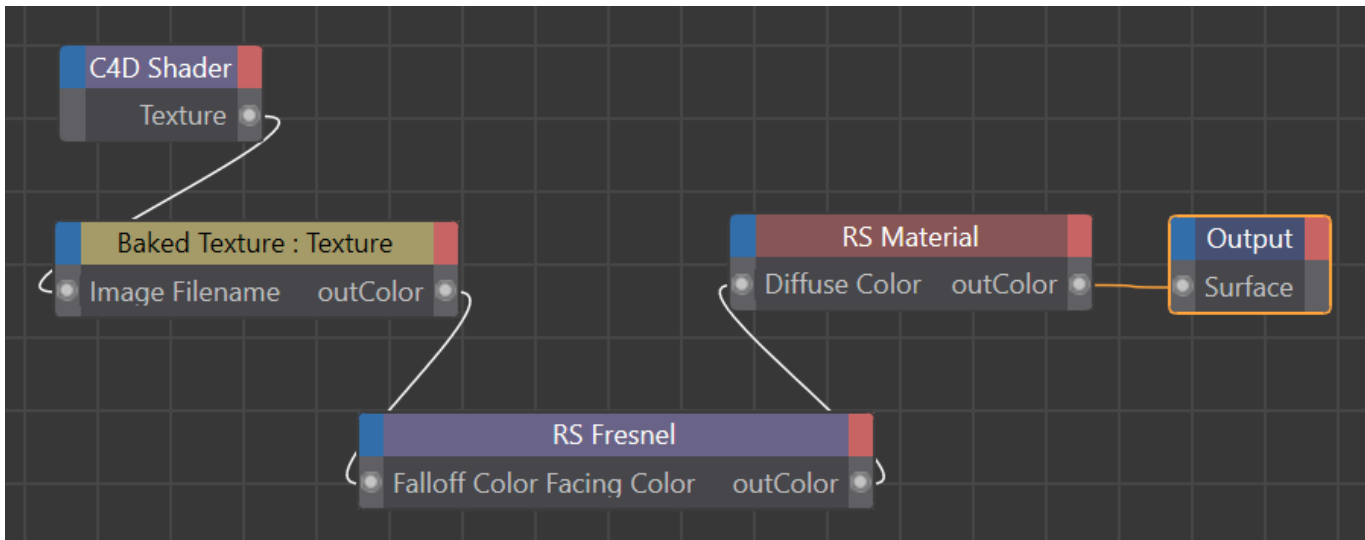 C4D Shader
Texture
Baked Texture : Texture
Image Filename outColor
RS Material
Diffuse Color outColor
Output
Surface
RS Fresnel
Falloff Color Facing Color outColor